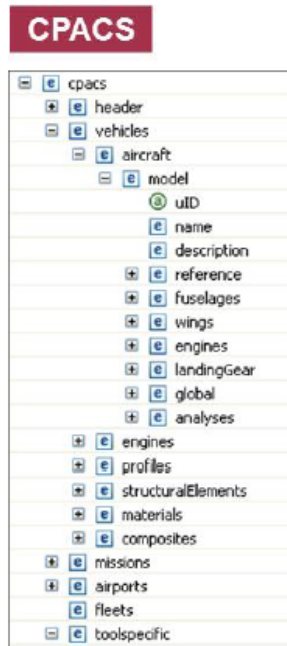 CPACS
e cpacs
e header
e vehicles
e aircraft
e model
a uID
e name
e description
e reference
e fuselages
e wings
e engines
e landingGear
e global
e analyses
e engines
e profiles
e structuralElements
e materials
e composites
e missions
e airports
e fleets
e toolspecific